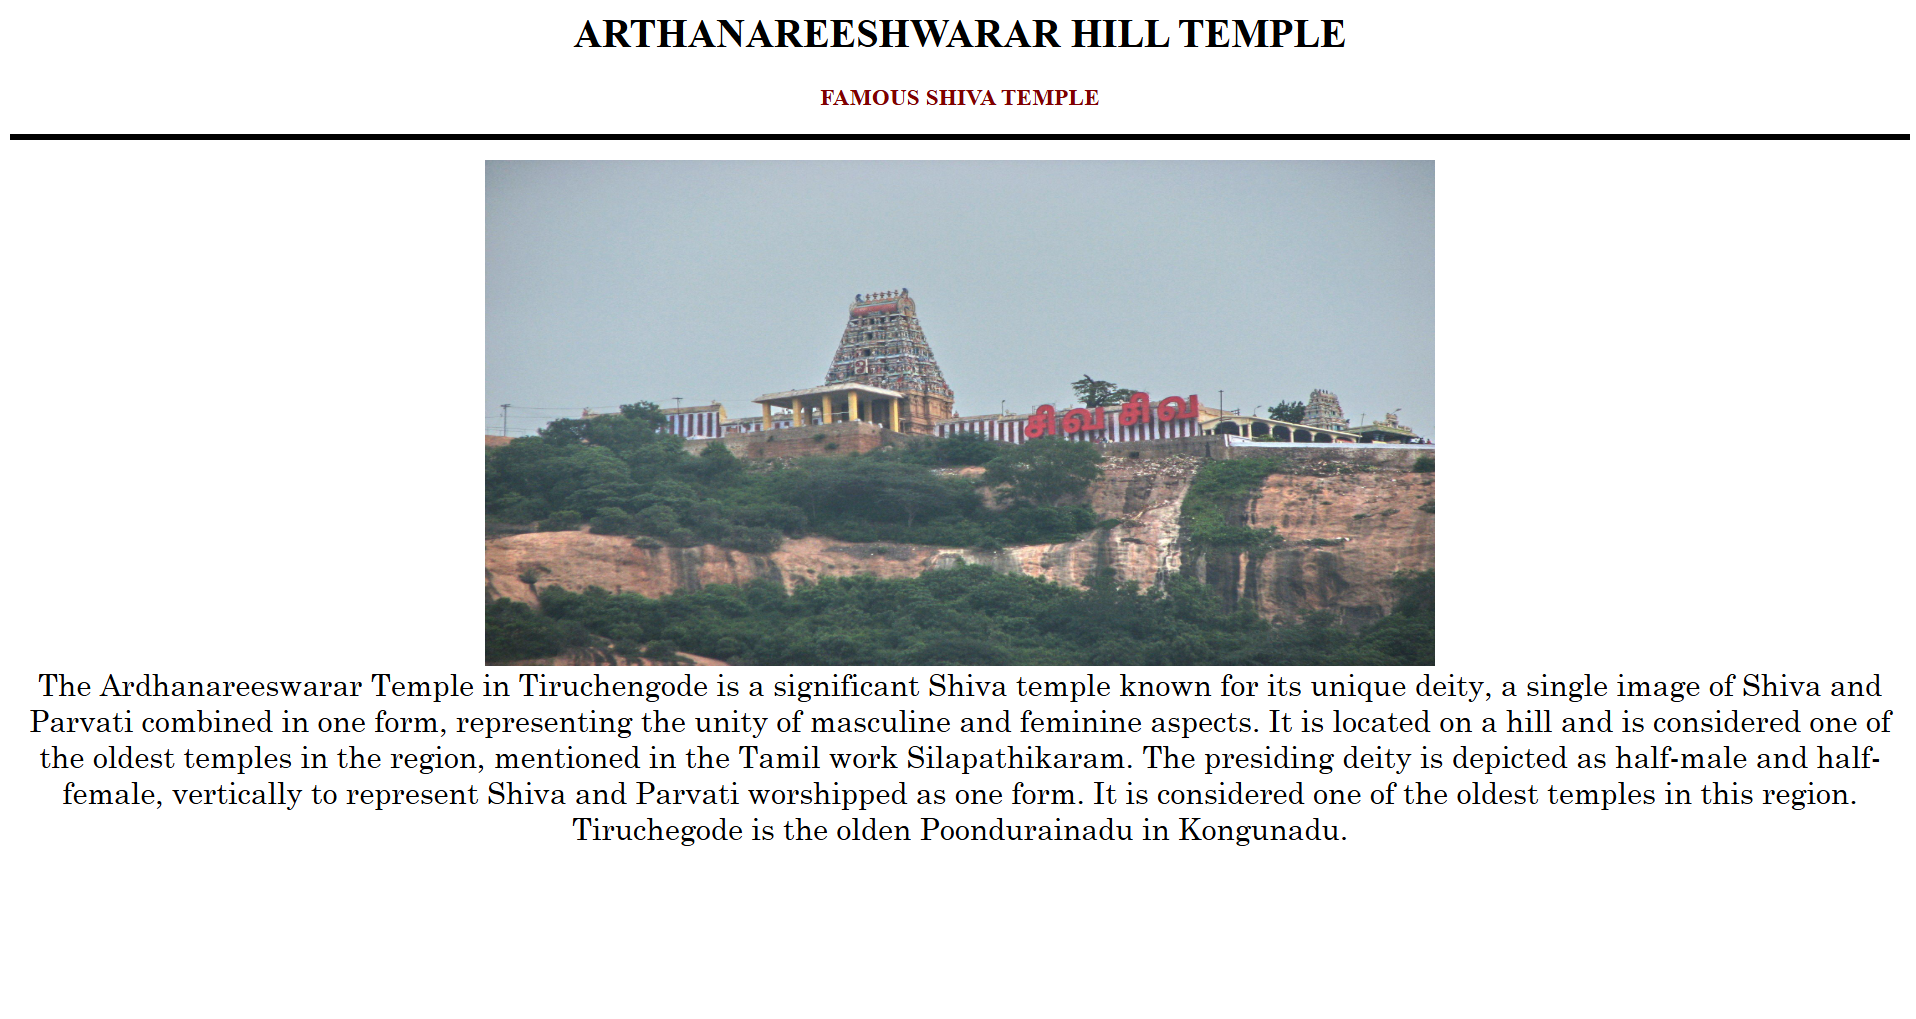 ARTHANAREESHWARAR HILL TEMPLE
FAMOUS SHIVA TEMPLE
சிவ சிவ
The Ardhanareeswarar Temple in Tiruchengode is a significant Shiva temple known for its unique deity, a single image of Shiva and
Parvati combined in one form, representing the unity of masculine and feminine aspects. It is located on a hill and is considered one of
the oldest temples in the region, mentioned in the Tamil work Silapathikaram. The presiding deity is depicted as half-male and half-
female, vertically to represent Shiva and Parvati worshipped as one form. It is considered one of the oldest temples in this region.
Tiruchegode is the olden Poondurainadu in Kongunadu.